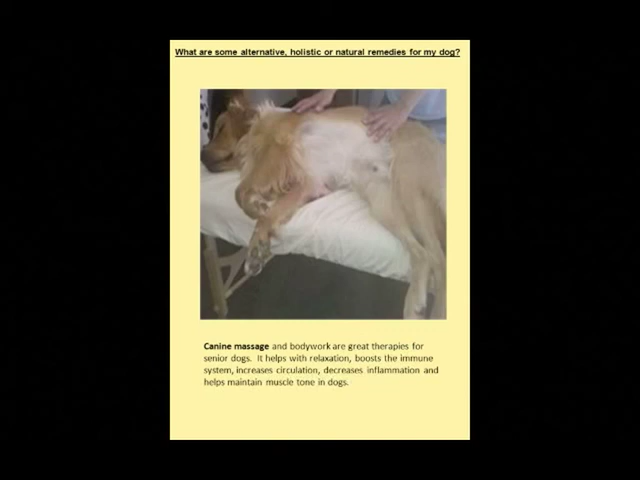 What are some alternative, holistic or natural remedies for my dog?
Canine massage and bodywork are great therapies for
senior dogs.  It helps with relaxation, boosts the immune
system, increases circulation, decreases inflammation and
helps maintain muscle tone in dogs.